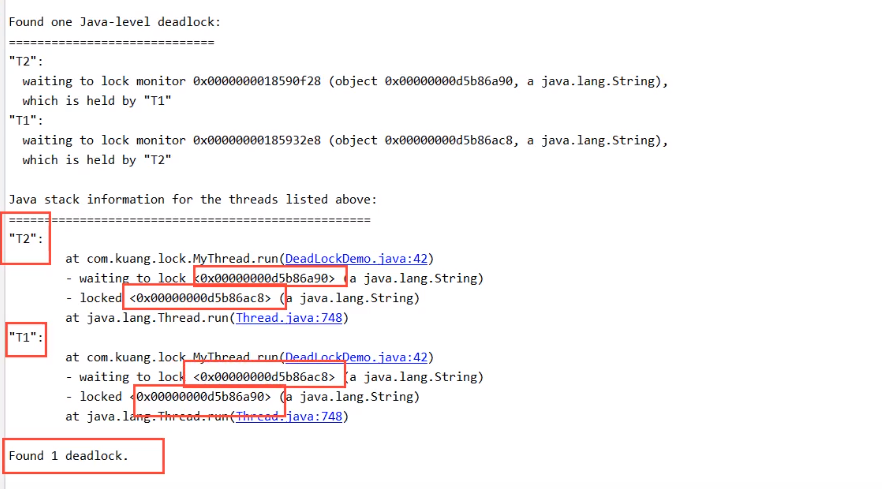 Found one Java-level deadlock:
=============================
"T2":
  waiting to lock monitor 0x0000000018590f28 (object 0x00000000d5b86a90, a java.lang.String),
  which is held by "T1"
"T1":
  waiting to lock monitor 0x00000000185932e8 (object 0x00000000d5b86ac8, a java.lang.String),
  which is held by "T2"
Java stack information for the threads listed above:
===================================================
"T2":
        at com.kuang.lock.MyThread.run(DeadLockDemo.java:42)
        - waiting to lock <0x00000000d5b86a90> (a java.lang.String)
        - locked <0x00000000d5b86ac8> (a java.lang.String)
        at java.lang.Thread.run(Thread.java:748)
"T1":
        at com.kuang.lock.MyThread.run(DeadLockDemo.java:42)
        - waiting to lock <0x00000000d5b86ac8> (a java.lang.String)
        - locked <0x00000000d5b86a90> (a java.lang.String)
        at java.lang.Thread.run(Thread.java:748)
Found 1 deadlock.